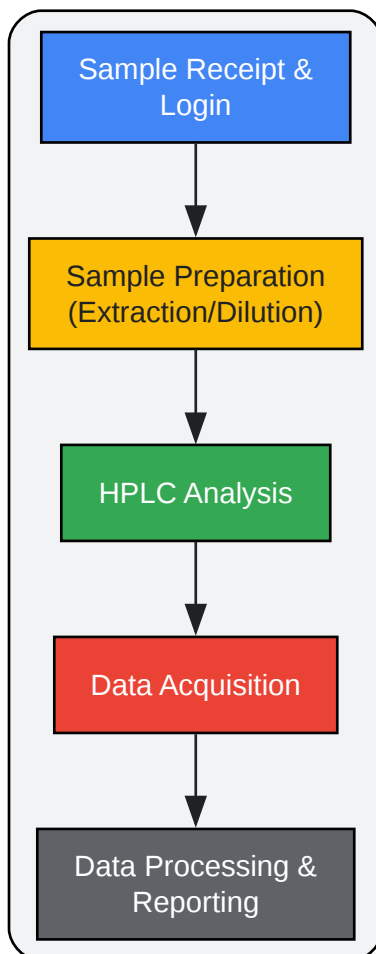 Sample Receipt &
Login
Sample Preparation
(Extraction/Dilution)
HPLC Analysis
Data Acquisition
Data Processing &
Reporting